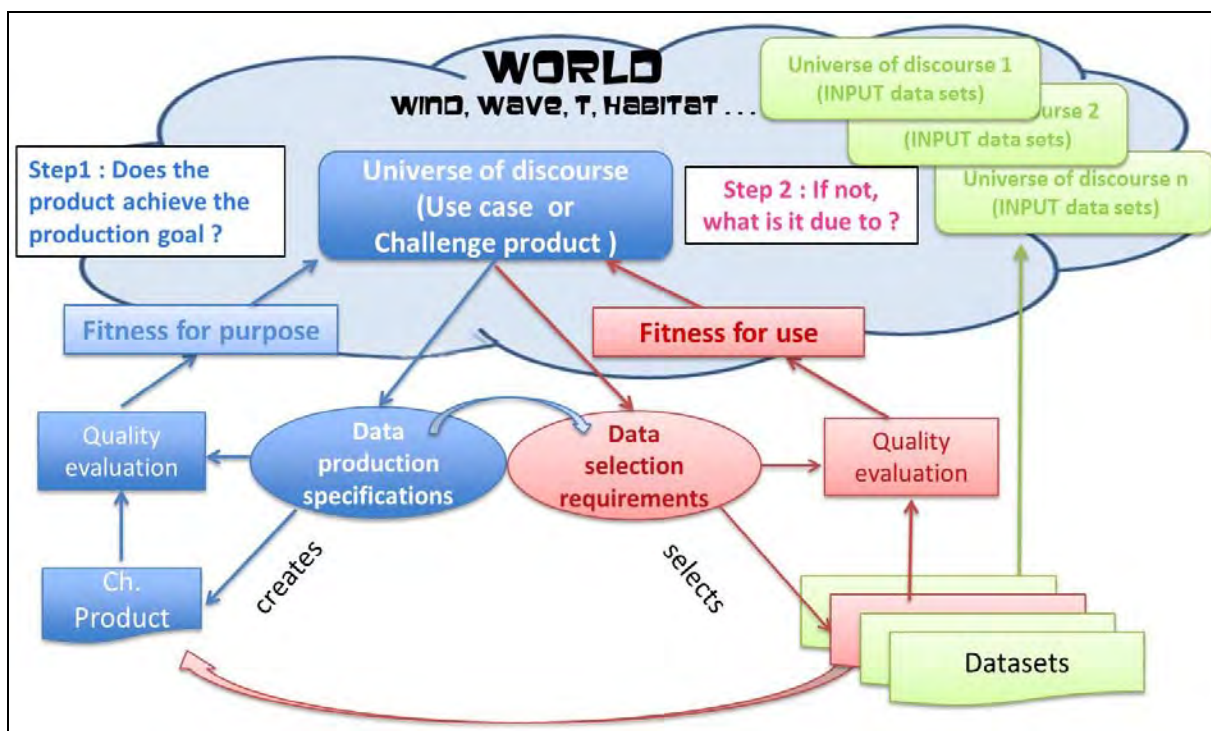 WORLD
WIND, WAVE, T, HABITAT . . .
Universe of discourse 1
(INPUT data sets)
course 2
(INPUT data sets)
Universe of discourse n
(INPUT data sets)
Step1 : Does the
product achieve the
production goal ?
Universe of discourse
(Use case or
Challenge product )
Step 2 : If not,
what is it due to ?
Fitness for purpose
Fitness for use
Quality
evaluation
Data
production
specifications
Data
selection
requirements
Quality
evaluation
creates
selects
Ch.
Product
Datasets